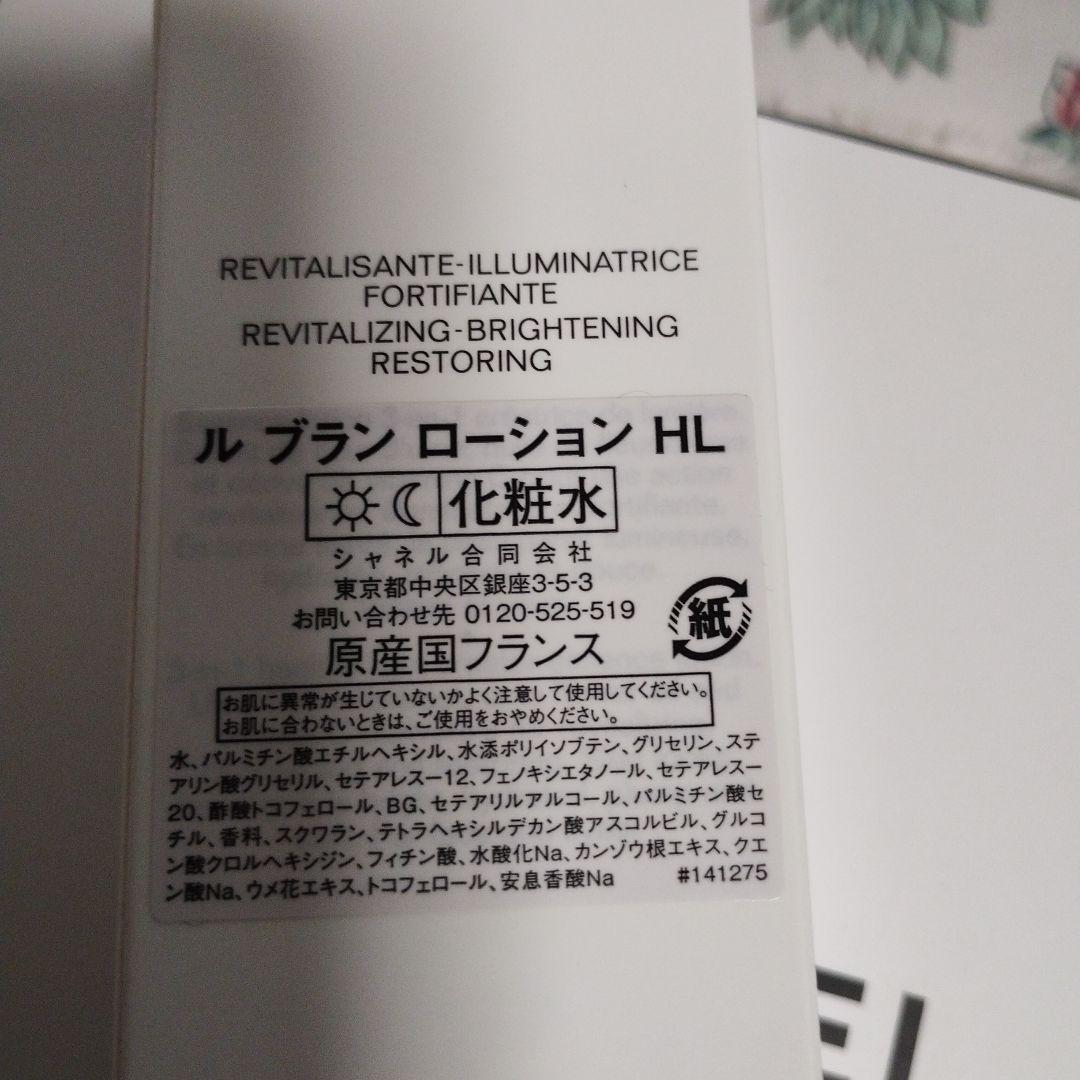 REVITALISANTE-ILLUMINATRICE
FORTIFIANTE
REVITALIZING-BRIGHTENING
RESTORING
ル ブラン ローション HL
化粧水
シャネル合同会社
東京都中央区銀座3-5-3
お問い合わせ先 0120-525-519
紙
原産国フランス
お肌に異常が生じていないかよく注意して使用してください。
お肌に合わないときは、ご使用をおやめください。
水、パルミチン酸エチルヘキシル、水添ポリイソブテン、グリセリン、ステ
アリン酸グリセリル、セテアレス－12、フェノキシエタノール、セテアレス－
20、酢酸トコフェロール、BG、セテアリルアルコール、パルミチン酸セ
チル、香料、スクワラン、テトラヘキシルデカン酸アスコルビル、グルコ
ン酸クロルヘキシジン、フィチン酸、水酸化Na、カンゾウ根エキス、クエ
ン酸Na、ウメ花エキス、トコフェロール、安息香酸Na #141275
EL